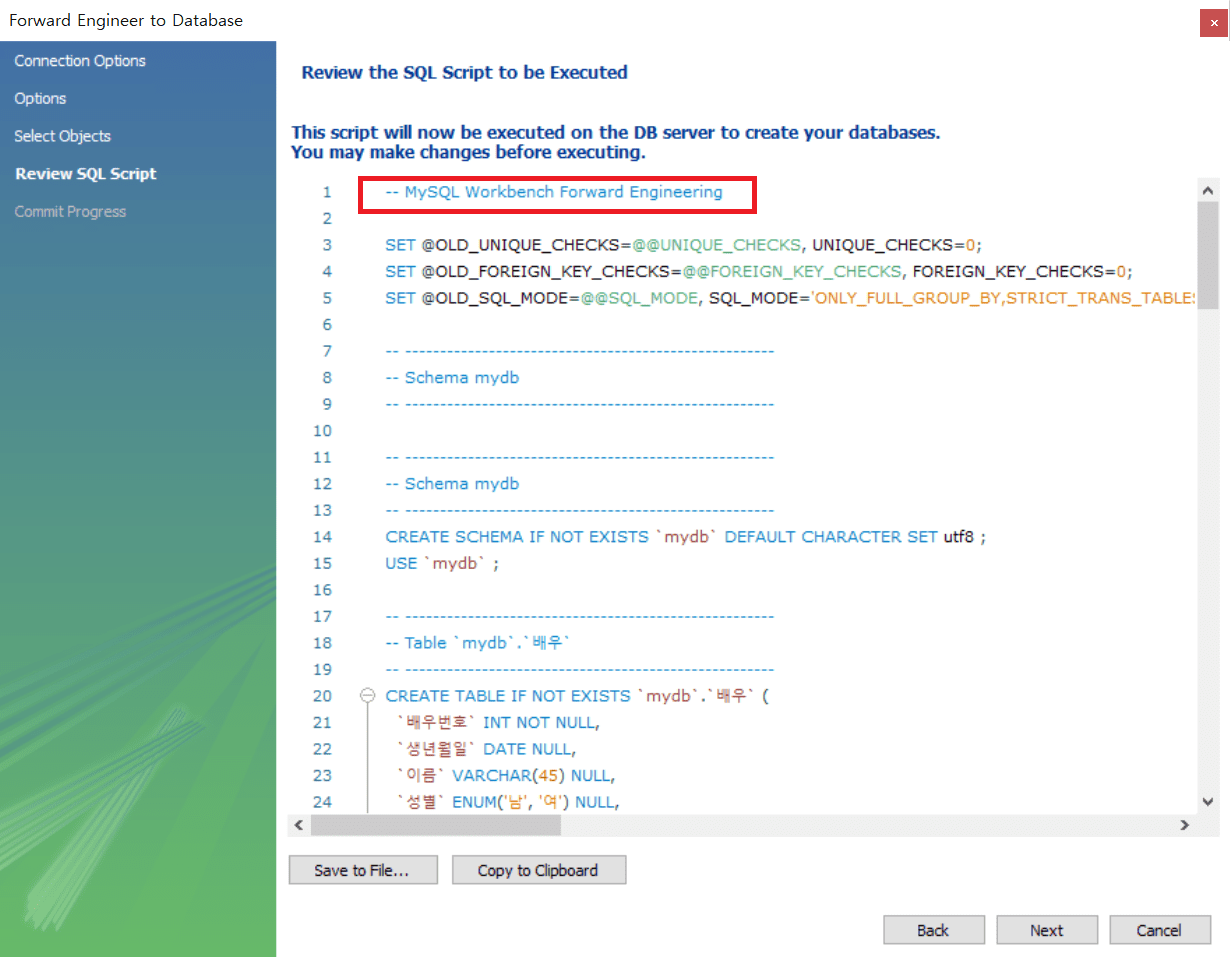 Forward Engineer to Database
Connection Options
Options
Select Objects
Review SQL Script
Commit Progress
Review the SQL Script to be Executed
This script will now be executed on the DB server to create your databases.
You may make changes before executing.
1 -- MySQL Workbench Forward Engineering
2
3 SET @OLD_UNIQUE_CHECKS=@@UNIQUE_CHECKS, UNIQUE_CHECKS=0;
4 SET @OLD_FOREIGN_KEY_CHECKS=@@FOREIGN_KEY_CHECKS, FOREIGN_KEY_CHECKS=0;
5 SET @OLD_SQL_MODE=@@SQL_MODE, SQL_MODE='ONLY_FULL_GROUP_BY,STRICT_TRANS_TABLES
6
7 -- -----------------------------------------------------
8 -- Schema mydb
9 -- -----------------------------------------------------
10
11 -- -----------------------------------------------------
12 -- Schema mydb
13 -- -----------------------------------------------------
14 CREATE SCHEMA IF NOT EXISTS `mydb` DEFAULT CHARACTER SET utf8 ;
15 USE `mydb` ;
16
17 -- -----------------------------------------------------
18 -- Table `mydb`.`배우`
19 -- -----------------------------------------------------
20 CREATE TABLE IF NOT EXISTS `mydb`.`배우` (
21 `배우번호` INT NOT NULL,
22 `생년월일` DATE NULL,
23 `이름` VARCHAR(45) NULL,
24 `성별` ENUM('남', '여') NULL,
Save to File...
Copy to Clipboard
Back
Next
Cancel